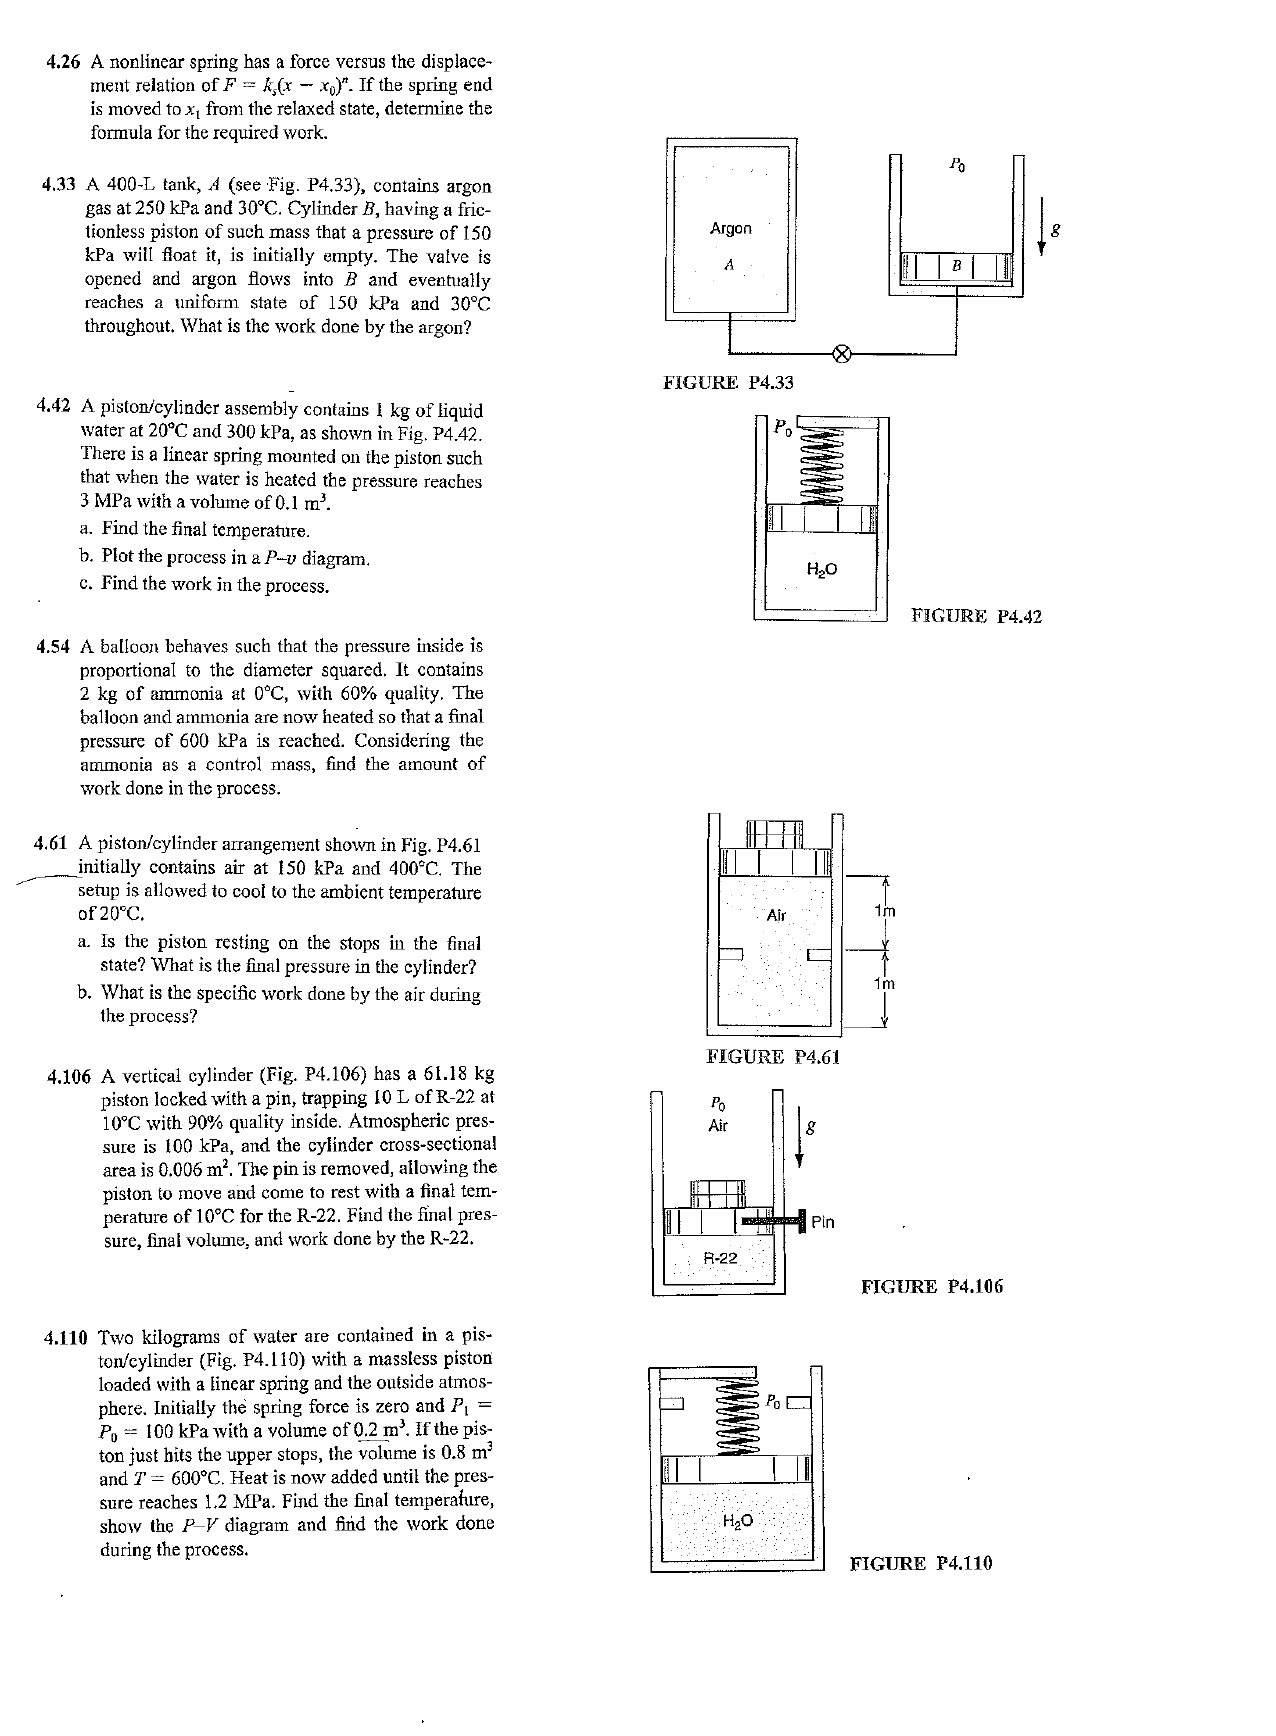 4.26 A nonlinear spring has a force versus the displace-
ment relation of F = kₛ(x − x₀)ⁿ. If the spring end
is moved to x₁ from the relaxed state, determine the
formula for the required work.
4.33 A 400-L tank, A (see Fig. P4.33), contains argon
gas at 250 kPa and 30°C. Cylinder B, having a fric-
tionless piston of such mass that a pressure of 150
kPa will float it, is initially empty. The valve is
opened and argon flows into B and eventually
reaches a uniform state of 150 kPa and 30°C
throughout. What is the work done by the argon?
Argon
A
P₀
B
g
FIGURE P4.33
4.42 A piston/cylinder assembly contains 1 kg of liquid
water at 20°C and 300 kPa, as shown in Fig. P4.42.
There is a linear spring mounted on the piston such
that when the water is heated the pressure reaches
3 MPa with a volume of 0.1 m³.
a. Find the final temperature.
b. Plot the process in a P–v diagram.
c. Find the work in the process.
P₀
H₂O
FIGURE P4.42
4.54 A balloon behaves such that the pressure inside is
proportional to the diameter squared. It contains
2 kg of ammonia at 0°C, with 60% quality. The
balloon and ammonia are now heated so that a final
pressure of 600 kPa is reached. Considering the
ammonia as a control mass, find the amount of
work done in the process.
4.61 A piston/cylinder arrangement shown in Fig. P4.61
initially contains air at 150 kPa and 400°C. The
setup is allowed to cool to the ambient temperature
of 20°C.
a. Is the piston resting on the stops in the final
state? What is the final pressure in the cylinder?
b. What is the specific work done by the air during
the process?
Air
1m
1m
FIGURE P4.61
4.106 A vertical cylinder (Fig. P4.106) has a 61.18 kg
piston locked with a pin, trapping 10 L of R-22 at
10°C with 90% quality inside. Atmospheric pres-
sure is 100 kPa, and the cylinder cross-sectional
area is 0.006 m². The pin is removed, allowing the
piston to move and come to rest with a final tem-
perature of 10°C for the R-22. Find the final pres-
sure, final volume, and work done by the R-22.
P₀
Air
g
Pin
R-22
FIGURE P4.106
4.110 Two kilograms of water are contained in a pis-
ton/cylinder (Fig. P4.110) with a massless piston
loaded with a linear spring and the outside atmos-
phere. Initially the spring force is zero and P₁ =
P₀ = 100 kPa with a volume of 0.2 m³. If the pis-
ton just hits the upper stops, the volume is 0.8 m³
and T = 600°C. Heat is now added until the pres-
sure reaches 1.2 MPa. Find the final temperature,
show the P–V diagram and find the work done
during the process.
P₀
H₂O
FIGURE P4.110